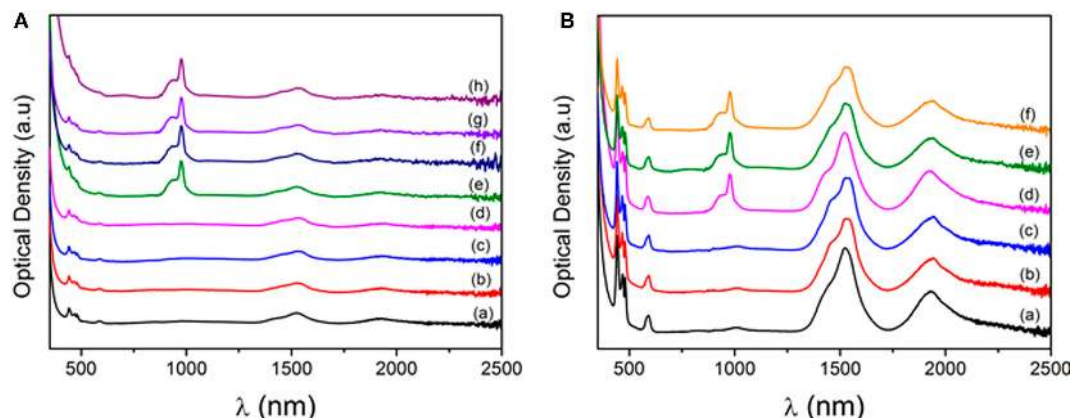 A
B
Optical Density (a.u)
(h)
(g)
(f)
(e)
(d)
(c)
(b)
(a)
500 1000 1500 2000 2500
λ (nm)
Optical Density (a.u)
(f)
(e)
(d)
(c)
(b)
(a)
500 1000 1500 2000 2500
λ (nm)